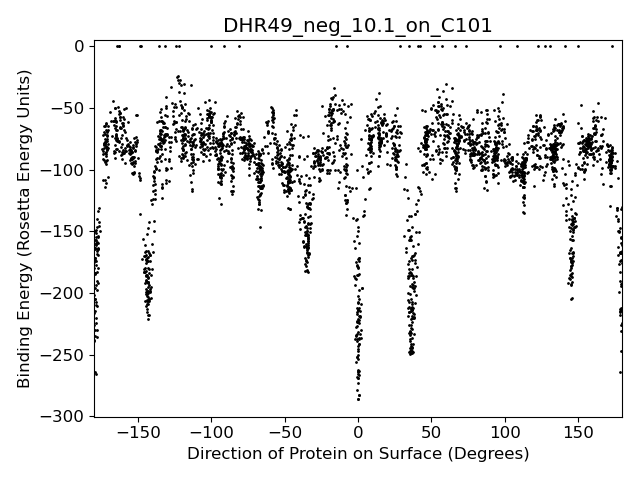 DHR49_neg_10.1_on_C101
0
−50
−100
−150
−200
−250
−300
Binding Energy (Rosetta Energy Units)
−150 −100 −50 0 50 100 150
Direction of Protein on Surface (Degrees)